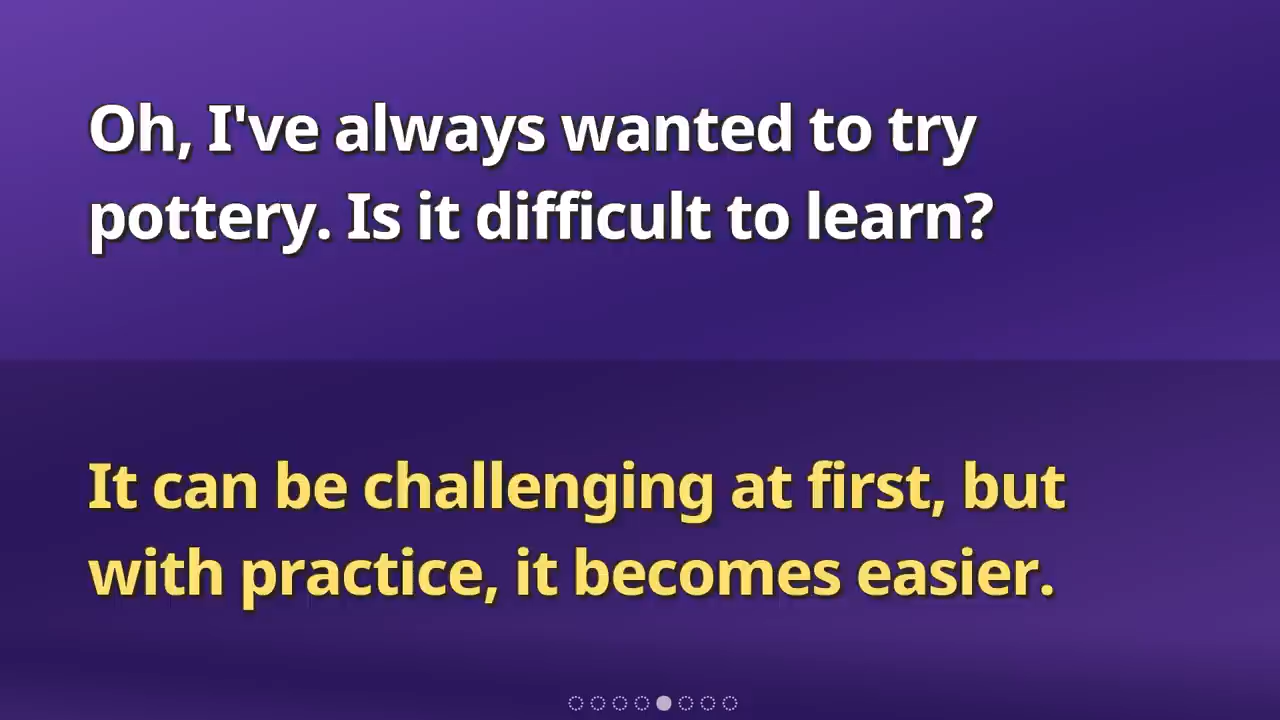 Oh, I've always wanted to try
pottery. Is it difficult to learn?
It can be challenging at first, but
with practice, it becomes easier.